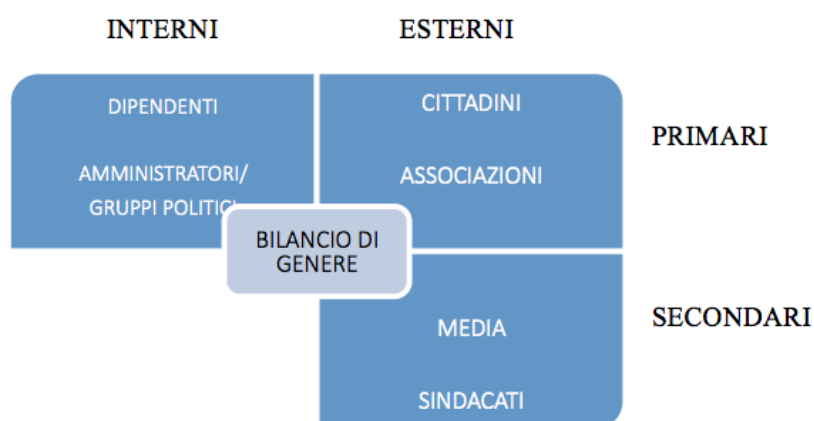 INTERNI
ESTERNI
DIPENDENTI
AMMINISTRATORI/
GRUPPI POLITICI
CITTADINI
ASSOCIAZIONI
PRIMARI
BILANCIO DI
GENERE
MEDIA
SINDACATI
SECONDARI